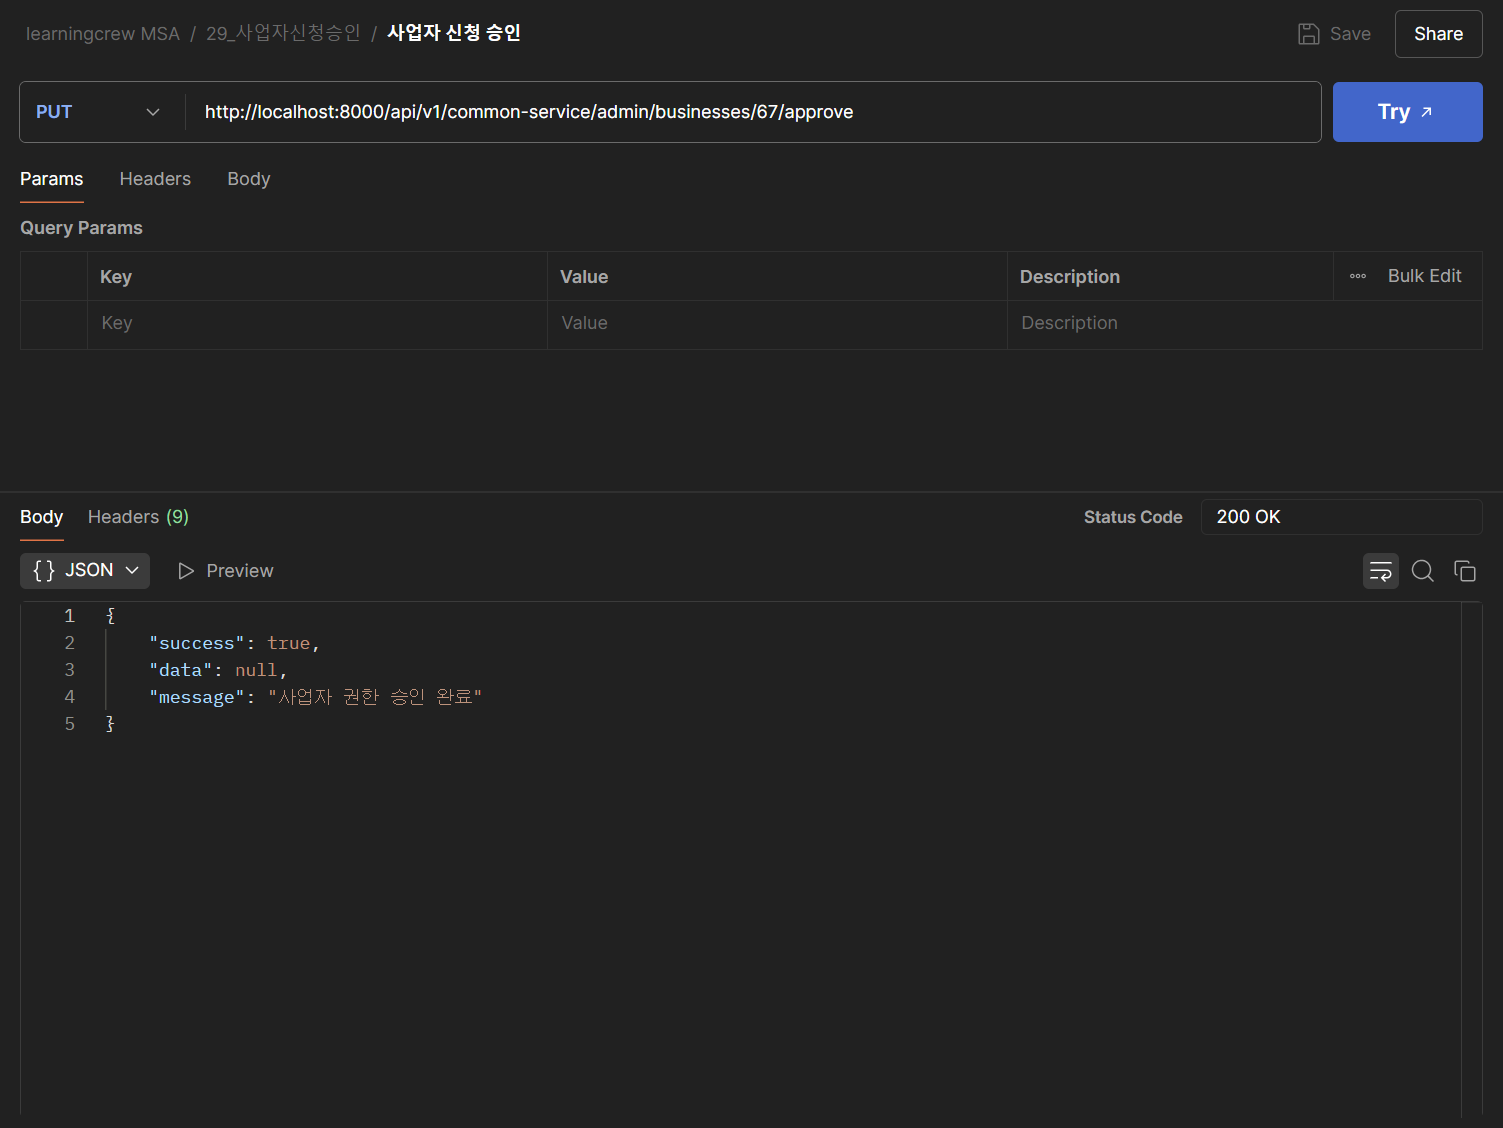 learningcrew MSA / 29_사업자신청승인 / 사업자 신청 승인
Save
Share
PUT
http://localhost:8000/api/v1/common-service/admin/businesses/67/approve
Try
Params Headers Body
Query Params
Key Value Description Bulk Edit
Key Value Description
Body Headers (9)
Status Code 200 OK
{} JSON
Preview
1 {
2 "success": true,
3 "data": null,
4 "message": "사업자 권한 승인 완료"
5 }